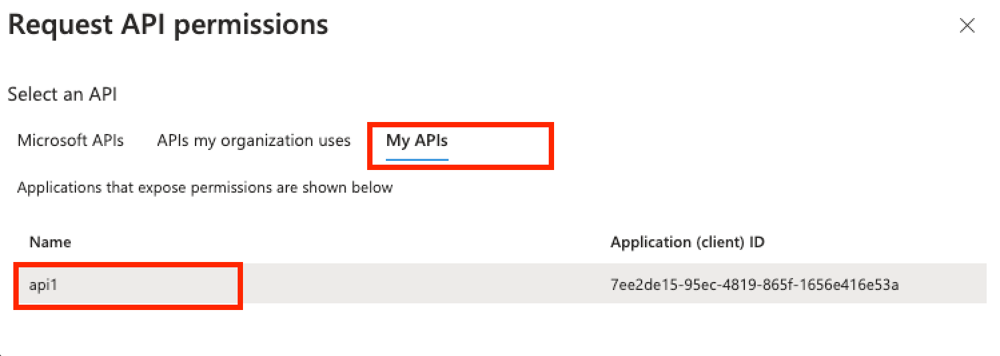 Request API permissions
Select an API
Microsoft APIs APIs my organization uses My APIs
Applications that expose permissions are shown below
Name Application (client) ID
api1 7ee2de15-95ec-4819-865f-1656e416e53a